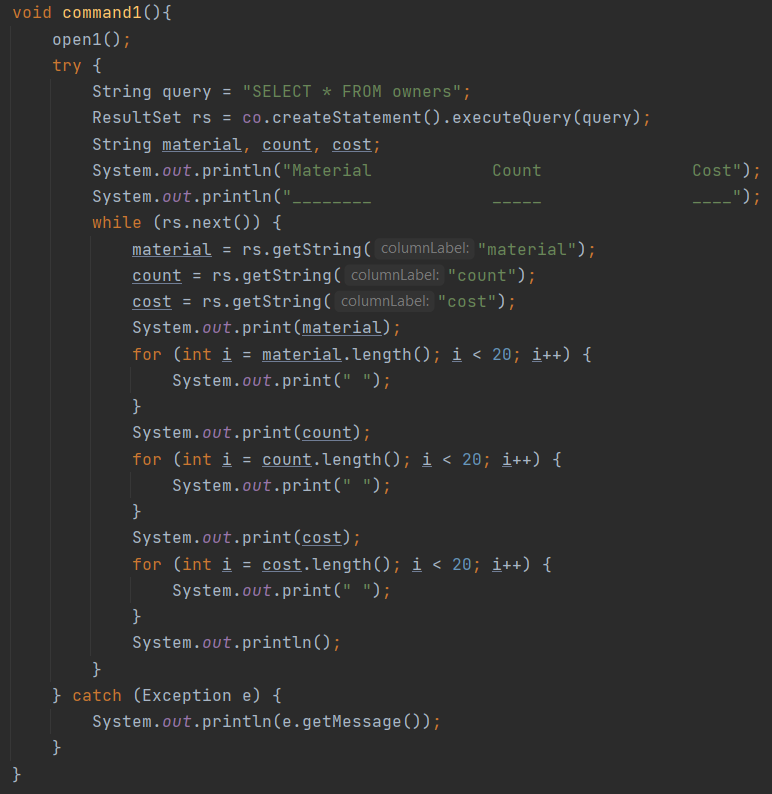 void command1(){
    open1();
    try {
        String query = "SELECT * FROM owners";
        ResultSet rs = co.createStatement().executeQuery(query);
        String material, count, cost;
        System.out.println("Material            Count               Cost");
        System.out.println("________            _____               ____");
        while (rs.next()) {
            material = rs.getString( columnLabel: "material");
            count = rs.getString( columnLabel: "count");
            cost = rs.getString( columnLabel: "cost");
            System.out.print(material);
            for (int i = material.length(); i < 20; i++) {
                System.out.print(" ");
            }
            System.out.print(count);
            for (int i = count.length(); i < 20; i++) {
                System.out.print(" ");
            }
            System.out.print(cost);
            for (int i = cost.length(); i < 20; i++) {
                System.out.print(" ");
            }
            System.out.println();
        }
    } catch (Exception e) {
        System.out.println(e.getMessage());
    }
}